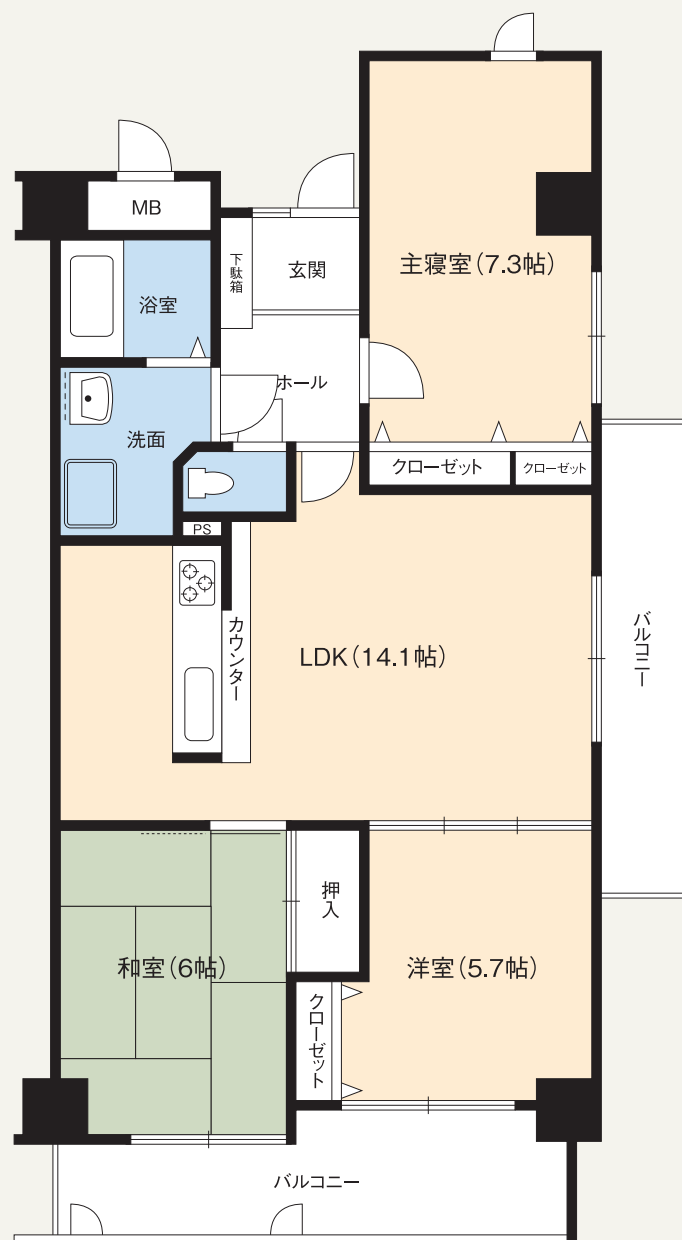 MB
下駄箱
玄関
主寝室(7.3帖)
浴室
ホール
洗面
クローゼット
クローゼット
PS
カウンター
LDK(14.1帖)
バルコニー
押入
和室(6帖)
洋室(5.7帖)
クローゼット
バルコニー